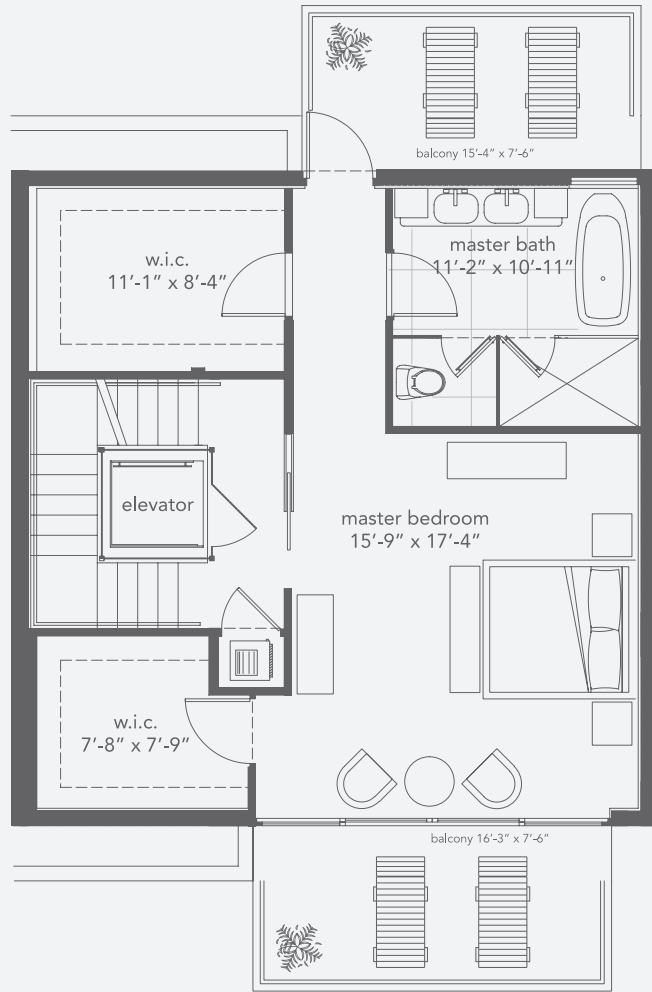 balcony 15'-4” x 7'-6”
w.i.c.
11'-1” x 8'-4”
master bath
11'-2” x 10'-11”
elevator
master bedroom
15'-9” x 17'-4”
w.i.c.
7'-8” x 7'-9”
balcony 16'-3” x 7'-6”